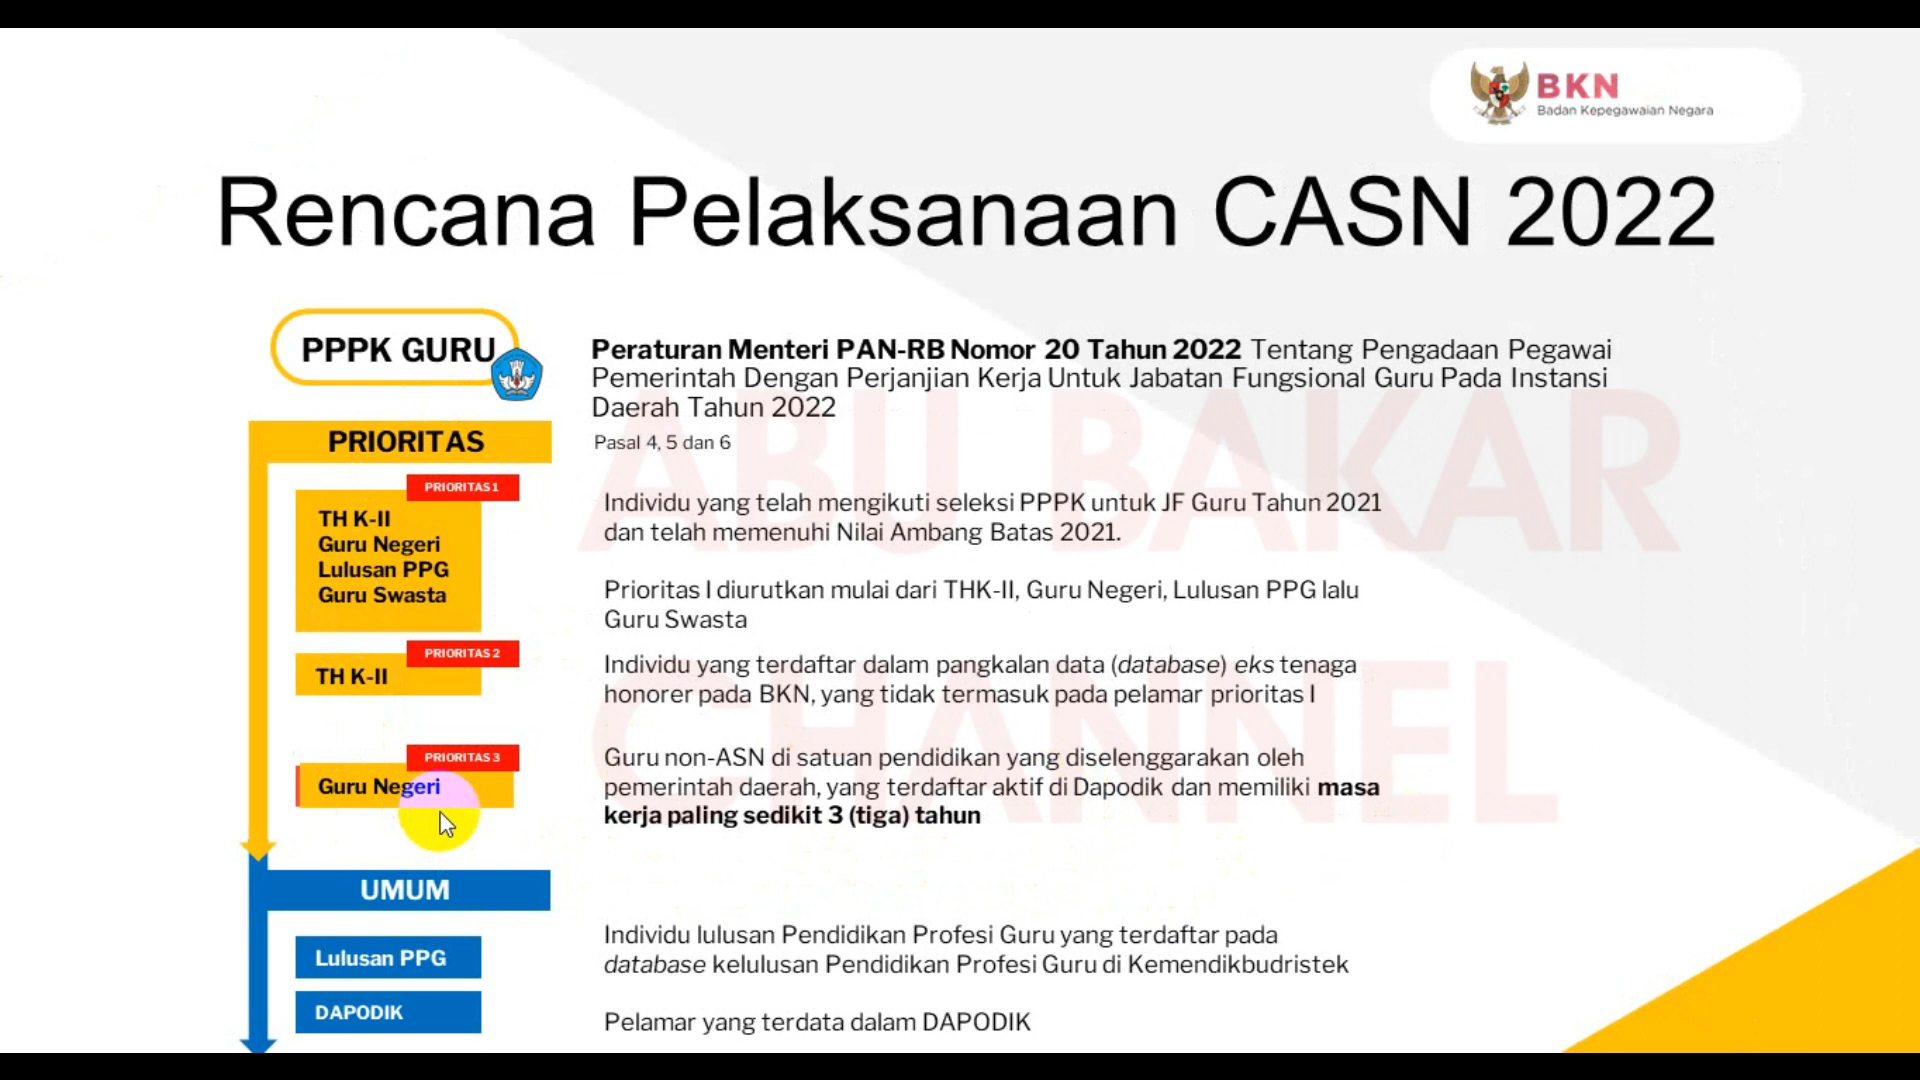 BKN
Badan Kepegawaian Negara
Rencana Pelaksanaan CASN 2022
PPPK GURU
Peraturan Menteri PAN-RB Nomor 20 Tahun 2022 Tentang Pengadaan Pegawai
Pemerintah Dengan Perjanjian Kerja Untuk Jabatan Fungsional Guru Pada Instansi
Daerah Tahun 2022
Pasal 4, 5 dan 6
PRIORITAS
PRIORITAS 1
TH K-II
Guru Negeri
Lulusan PPG
Guru Swasta
Individu yang telah mengikuti seleksi PPPK untuk JF Guru Tahun 2021
dan telah memenuhi Nilai Ambang Batas 2021.
Prioritas I diurutkan mulai dari THK-II, Guru Negeri, Lulusan PPG lalu
Guru Swasta
PRIORITAS 2
TH K-II
Individu yang terdaftar dalam pangkalan data (database) eks tenaga
honorer pada BKN, yang tidak termasuk pada pelamar prioritas I
PRIORITAS 3
Guru Negeri
Guru non-ASN di satuan pendidikan yang diselenggarakan oleh
pemerintah daerah, yang terdaftar aktif di Dapodik dan memiliki masa
kerja paling sedikit 3 (tiga) tahun
UMUM
Lulusan PPG
Individu lulusan Pendidikan Profesi Guru yang terdaftar pada
database kelulusan Pendidikan Profesi Guru di Kemendikbudristek
DAPODIK
Pelamar yang terdata dalam DAPODIK
ABU BAKAR
CHANNEL